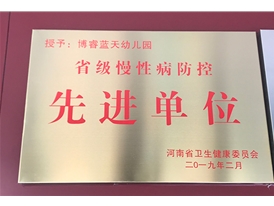 授予：博睿蓝天幼儿园
省级慢性病防控
先进单位
河南省卫生健康委员会
二〇一九年二月